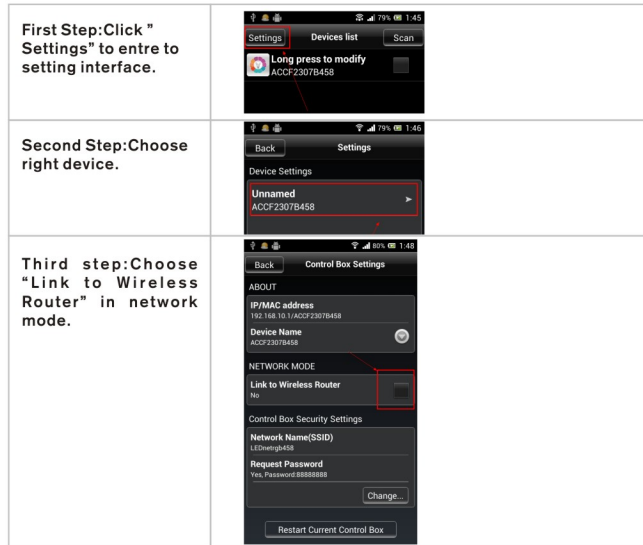 First Step:Click "
Settings" to entre to
setting interface.
79% 1:45
Settings Devices list Scan
Long press to modify
ACCF2307B458
Second Step:Choose
right device.
79% 1:46
Back Settings
Device Settings
Unnamed
ACCF2307B458
Third step:Choose
“Link to Wireless
Router” in network
mode.
80% 1:48
Back Control Box Settings
ABOUT
IP/MAC address
192.168.10.1/ACCF2307B458
Device Name
ACCF2307B458
NETWORK MODE
Link to Wireless Router
No
Control Box Security Settings
Network Name(SSID)
LEDnetrgb458
Request Password
Yes, Password:88888888
Change...
Restart Current Control Box